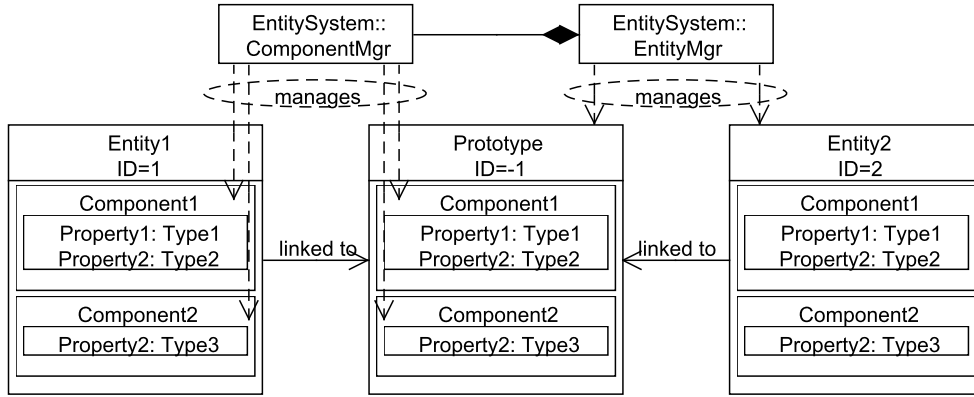 EntitySystem::
ComponentMgr
EntitySystem::
EntityMgr
manages
manages
Entity1
ID=1
Component1
Property1: Type1
Property2: Type2
Component2
Property2: Type3
linked to
Prototype
ID=-1
Component1
Property1: Type1
Property2: Type2
Component2
Property2: Type3
linked to
Entity2
ID=2
Component1
Property1: Type1
Property2: Type2
Component2
Property2: Type3